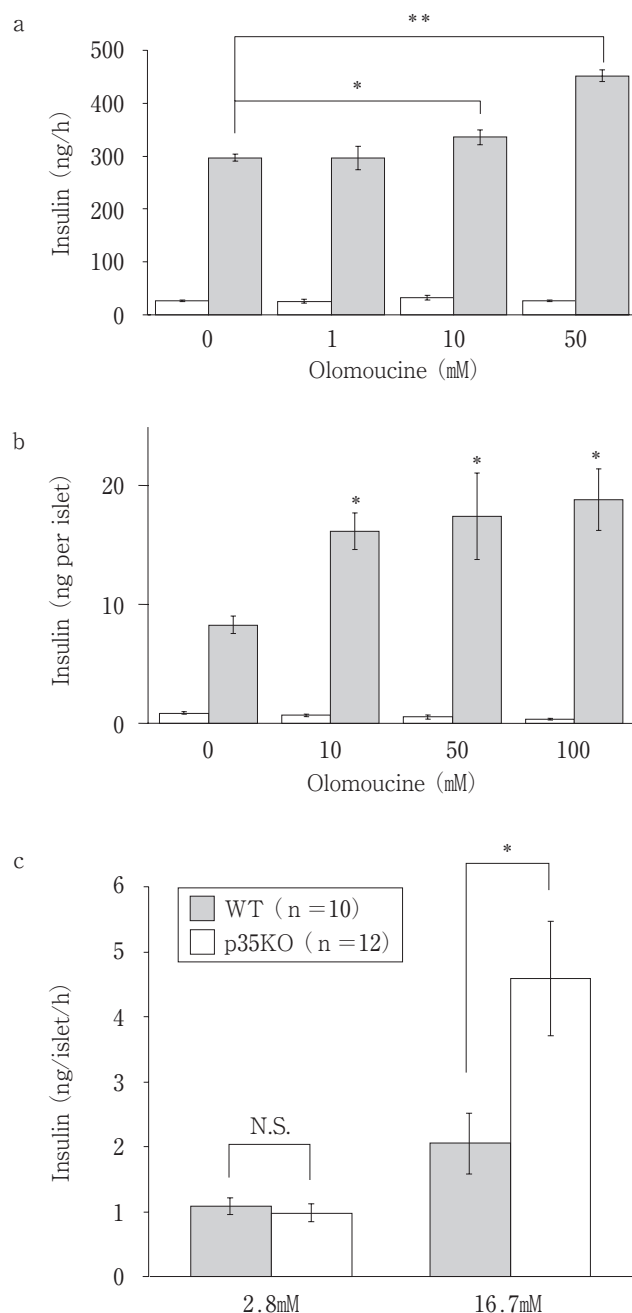 a
**
500
*
400
300
200
100
0
Insulin (ng/h)
0 1 10 50
Olomoucine (mM)
b
20
* * *
10
0
Insulin (ng per islet)
0 10 50 100
Olomoucine (mM)
c
*
6
WT (n=10)
p35KO (n=12)
5
4
3
N.S.
2
1
0
Insulin (ng/islet/h)
2.8mM 16.7mM